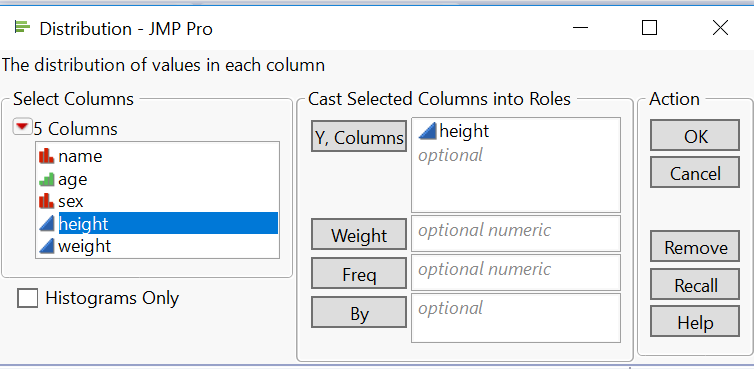 Distribution - JMP Pro
The distribution of values in each column
Select Columns
5 Columns
name
age
sex
height
weight
Histograms Only
Cast Selected Columns into Roles
Y, Columns
height
optional
Weight
optional numeric
Freq
optional numeric
By
optional
Action
OK
Cancel
Remove
Recall
Help